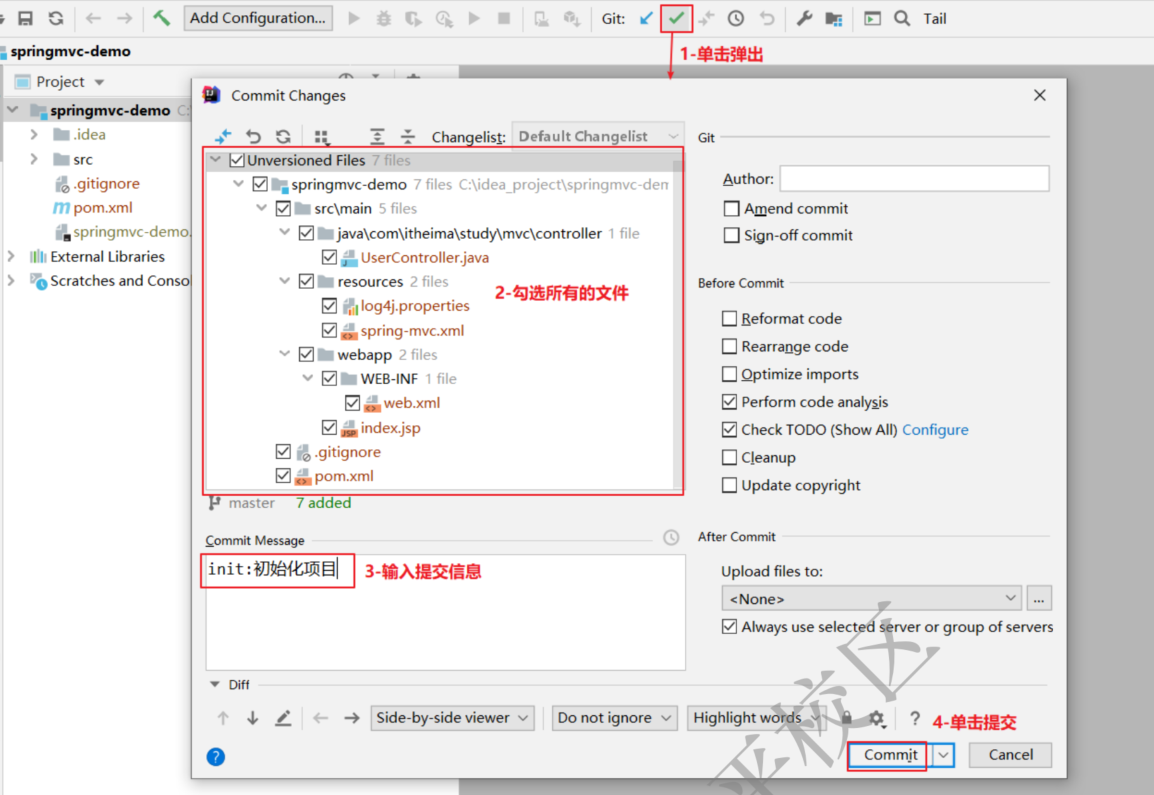 Add Configuration...
Git:
Tail
springmvc-demo
1-单击弹出
Project
springmvc-demo C:
.idea
src
.gitignore
pom.xml
springmvc-demo.
External Libraries
Scratches and Conso
Commit Changes
Changelist: Default Changelist
Unversioned Files 7 files
springmvc-demo 7 files C:\idea_project\springmvc-dem
src\main 5 files
java\com\itheima\study\mvc\controller 1 file
UserController.java
resources 2 files
2-勾选所有的文件
log4j.properties
spring-mvc.xml
webapp 2 files
WEB-INF 1 file
web.xml
index.jsp
.gitignore
pom.xml
master 7 added
Commit Message
init:初始化项目
3-输入提交信息
Git
Author:
Amend commit
Sign-off commit
Before Commit
Reformat code
Rearrange code
Optimize imports
Perform code analysis
Check TODO (Show All) Configure
Cleanup
Update copyright
After Commit
Upload files to:
<None>
...
Always use selected server or group of servers
Diff
Side-by-side viewer
Do not ignore
Highlight words
?
4-单击提交
?
Commit
Cancel
平校区